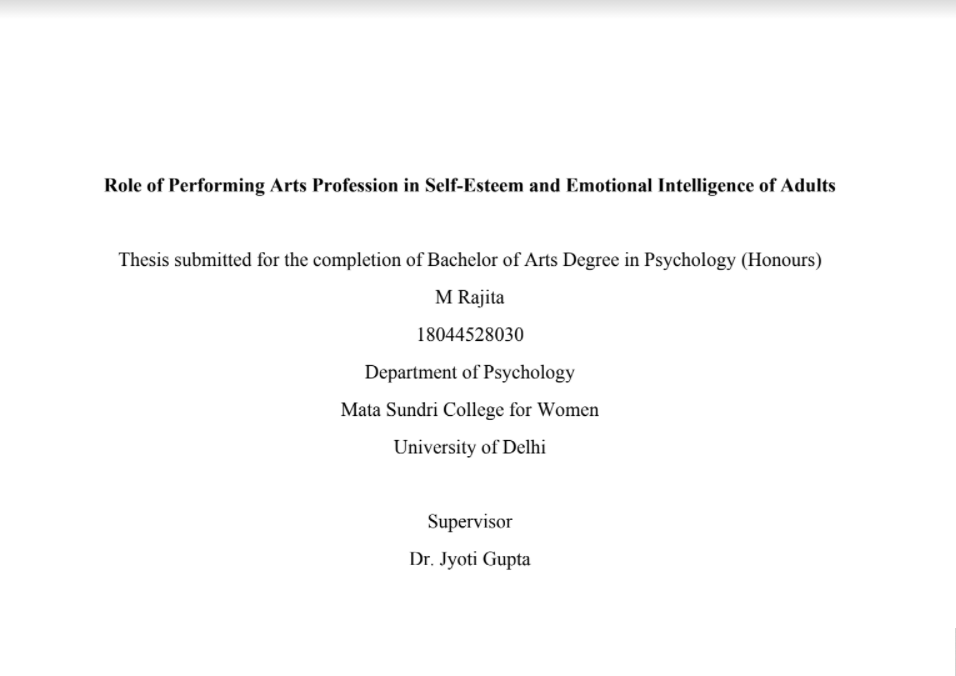 Role of Performing Arts Profession in Self-Esteem and Emotional Intelligence of Adults
Thesis submitted for the completion of Bachelor of Arts Degree in Psychology (Honours)
M Rajita
18044528030
Department of Psychology
Mata Sundri College for Women
University of Delhi
Supervisor
Dr. Jyoti Gupta